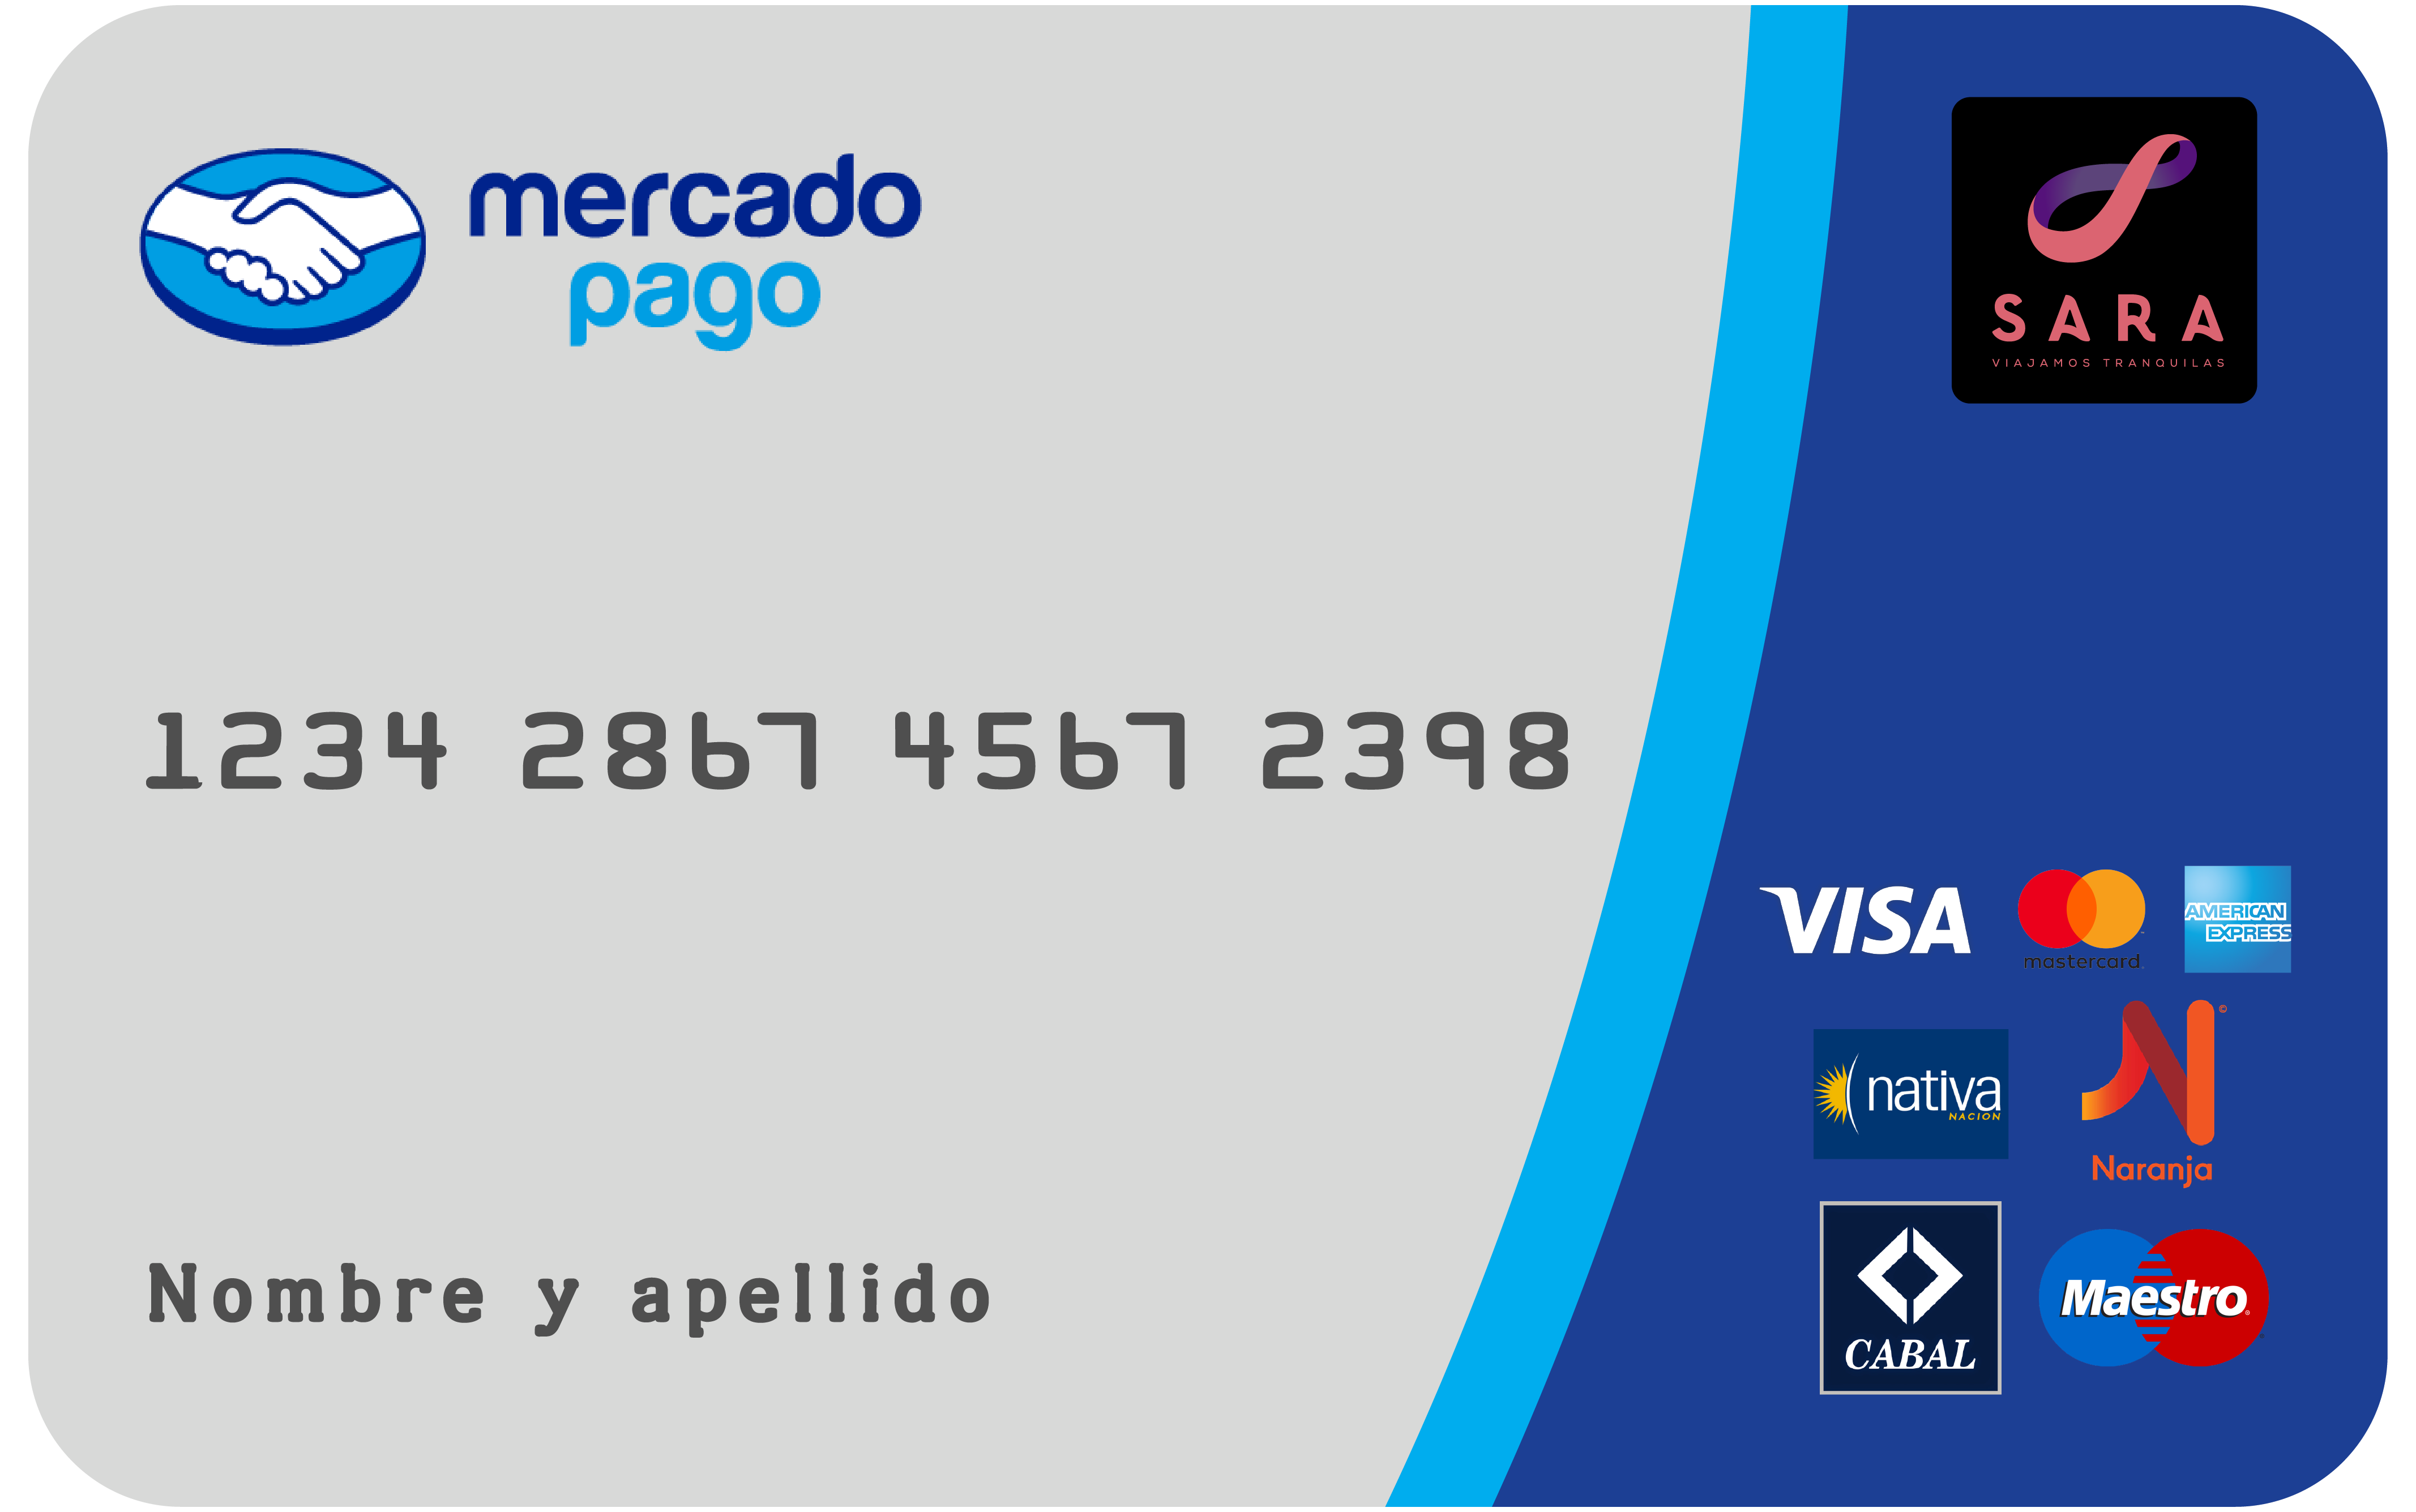 mercado
pago
SARA
VIAJAMOS TRANQUILAS
1234 2867 4567 2398
VISA
mastercard
AMERICAN
EXPRESS
nativa
NACION
Naranja
CABAL
Maestro
Nombre y apellido